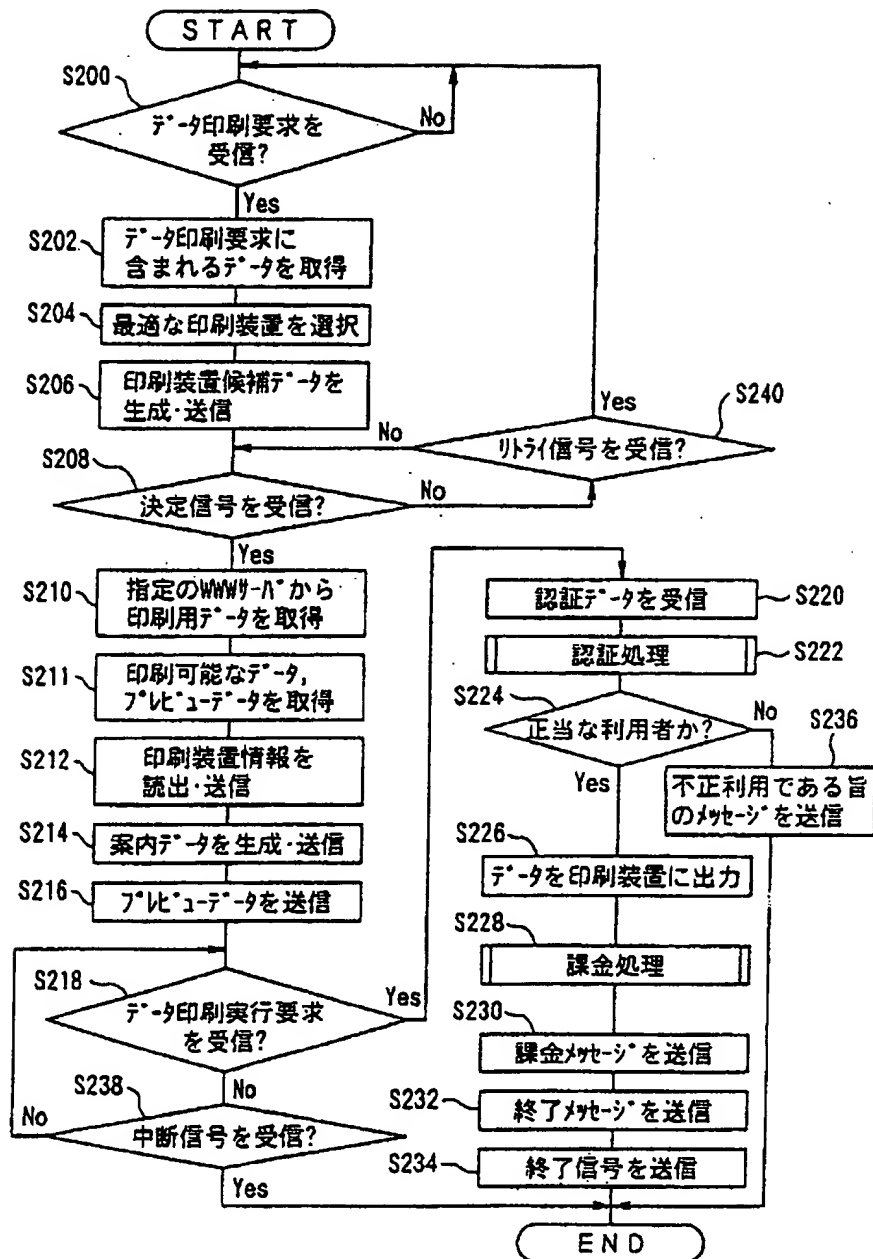 START
S200
データ印刷要求を
受信?
No
Yes
S202
データ印刷要求に
含まれるデータを取得
S204
最適な印刷装置を選択
S206
印刷装置候補データを
生成・送信
Yes
S240
No
リトライ信号を受信?
S208
決定信号を受信?
No
Yes
S210
指定のWWWサーバから
印刷用データを取得
S211
印刷可能なデータ,
プレビューデータを取得
S212
印刷装置情報を
読出・送信
S214
案内データを生成・送信
S216
プレビューデータを送信
S218
データ印刷実行要求
を受信?
Yes
No
S238
No
中断信号を受信?
Yes
認証データを受信
S220
認証処理
S222
S224
正当な利用者か?
No
S236
Yes
不正利用である旨
のメッセージを送信
S226
データを印刷装置に出力
S228
課金処理
S230
課金メッセージを送信
S232
終了メッセージを送信
S234
終了信号を送信
END